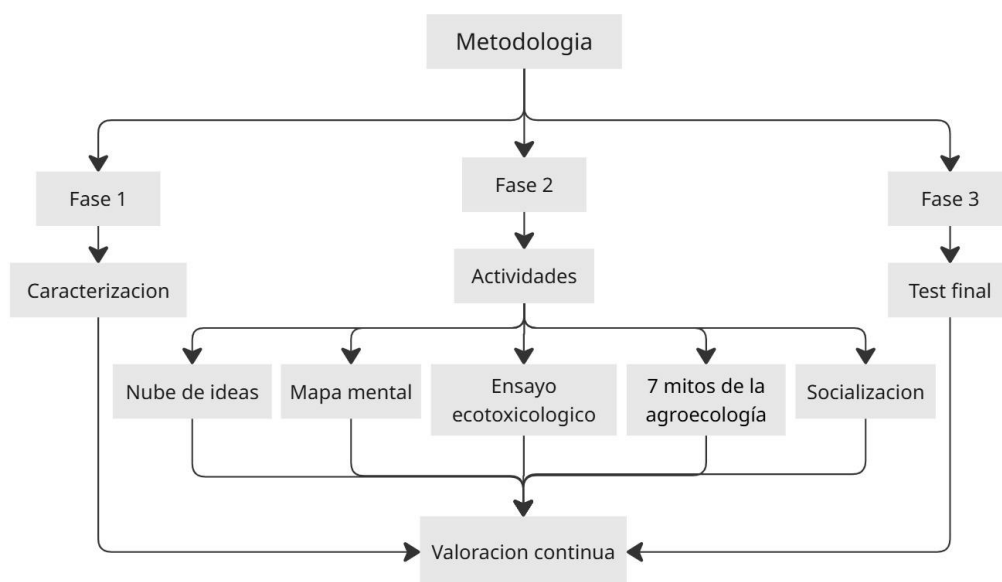 Metodologia
Fase 1
Fase 2
Fase 3
Caracterizacion
Actividades
Test final
Nube de ideas
Mapa mental
Ensayo
ecotoxicologico
7 mitos de la
agroecología
Socializacion
Valoracion continua